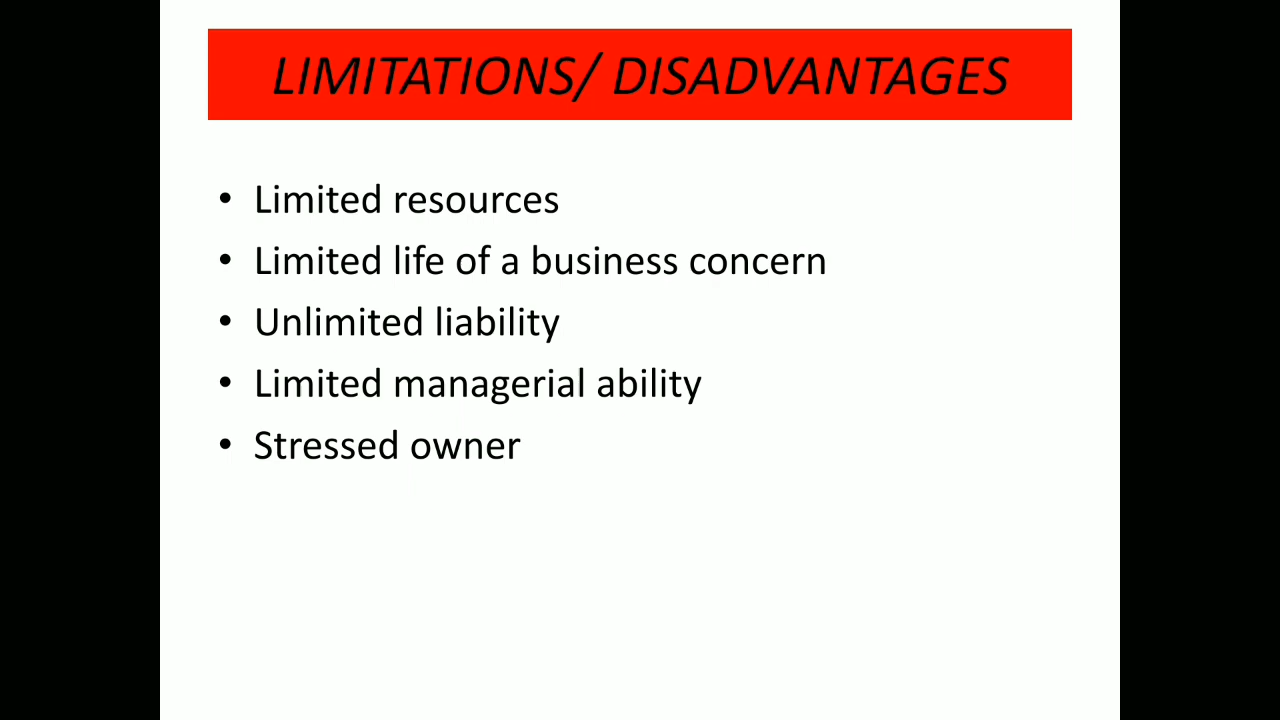 LIMITATIONS/ DISADVANTAGES
• Limited resources
• Limited life of a business concern
• Unlimited liability
• Limited managerial ability
• Stressed owner